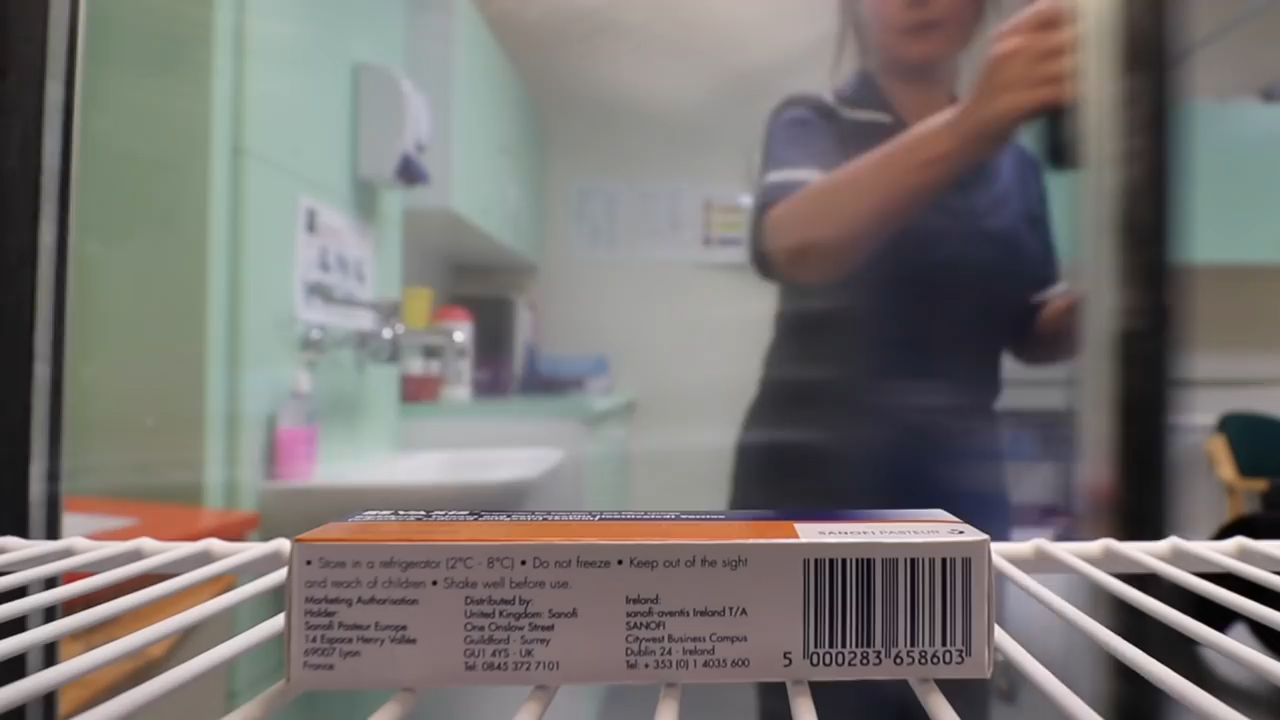 REVAXIS
SANOFI PASTEUR
• Store in a refrigerator (2°C - 8°C) • Do not freeze • Keep out of the sight
and reach of children • Shake well before use.
Marketing Authorisation
Holder:
Sanofi Pasteur Europe
14 Espace Henry Vallée
69007 Lyon
France
Distributed by:
United Kingdom: Sanofi
One Onslow Street
Guildford - Surrey
GU1 4YS - UK
Tel: 0845 372 7101
Ireland:
sanofi-aventis Ireland T/A
SANOFI
Citywest Business Campus
Dublin 24 - Ireland
Tel: + 353 (0) 1 4035 600
5 000283 658603